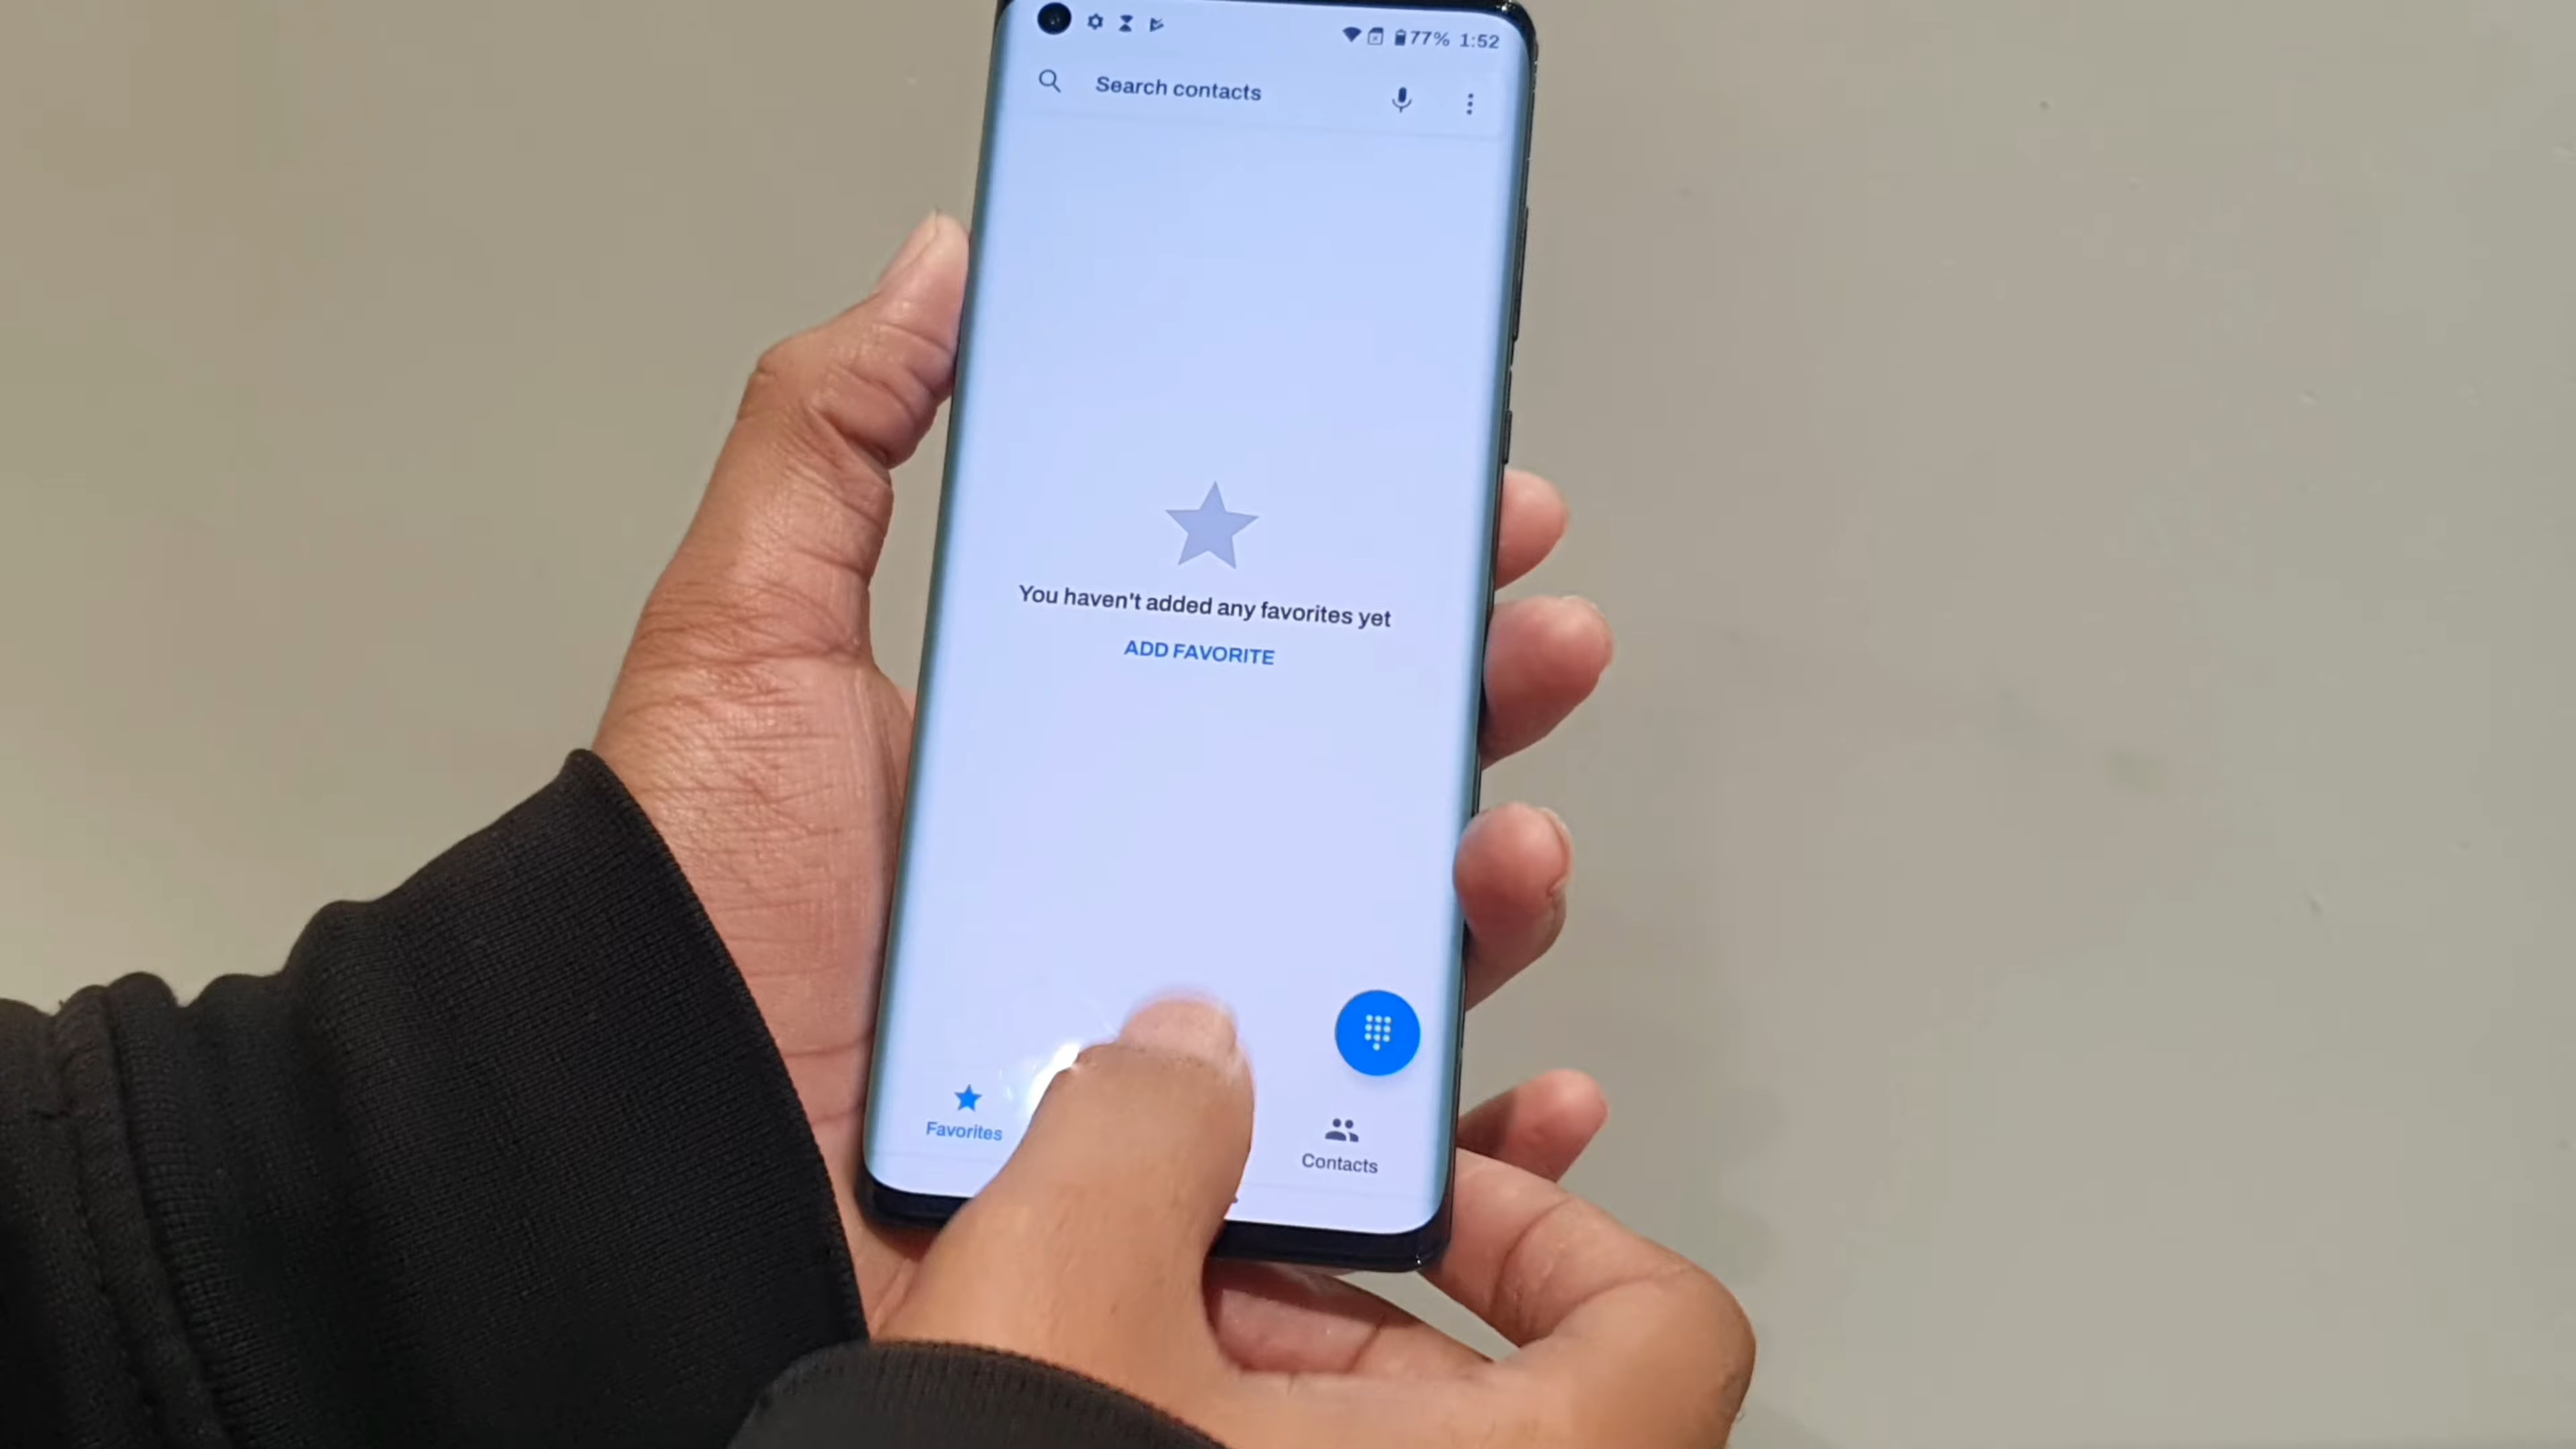 77% 1:52
Search contacts
You haven't added any favorites yet
ADD FAVORITE
Favorites
Contacts